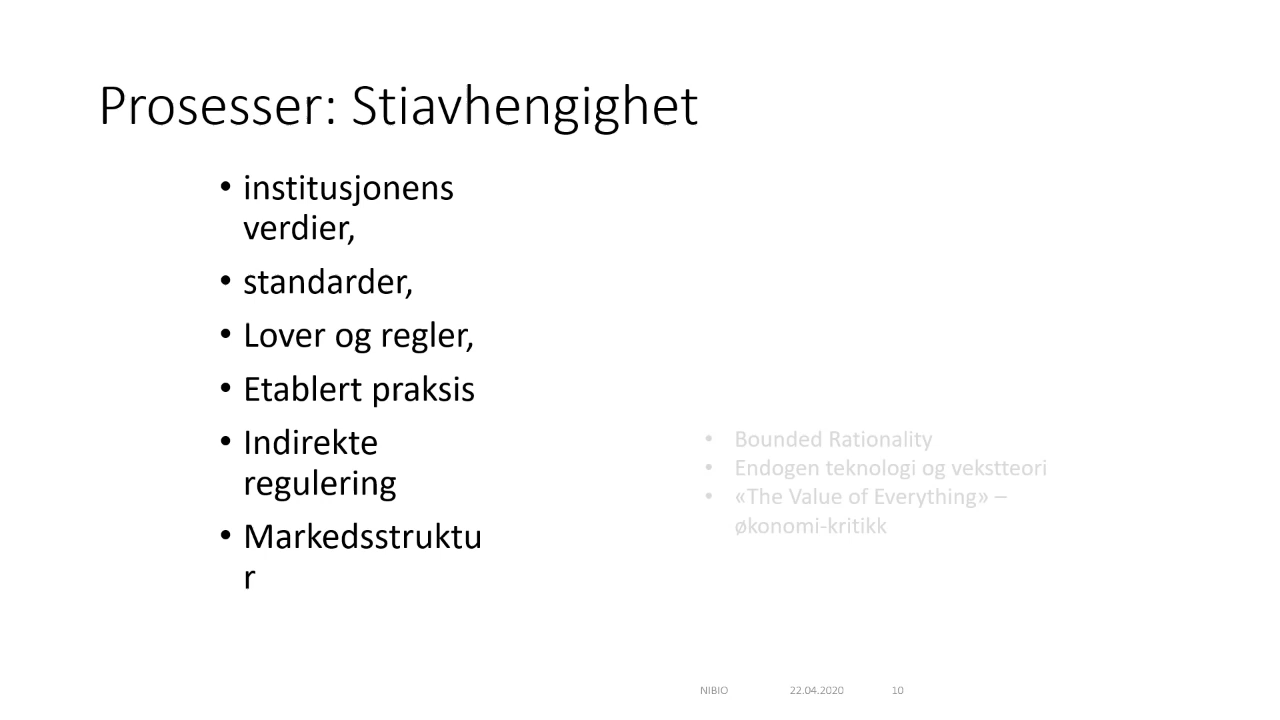 Prosesser: Stiavhengighet
• institusjonens
verdier,
• standarder,
• Lover og regler,
• Etablert praksis
• Indirekte
regulering
• Markedsstruktu
r
• Bounded Rationality
• Endogen teknologi og vekstteori
• «The Value of Everything» –
økonomi-kritikk
NIBIO 22.04.2020 10